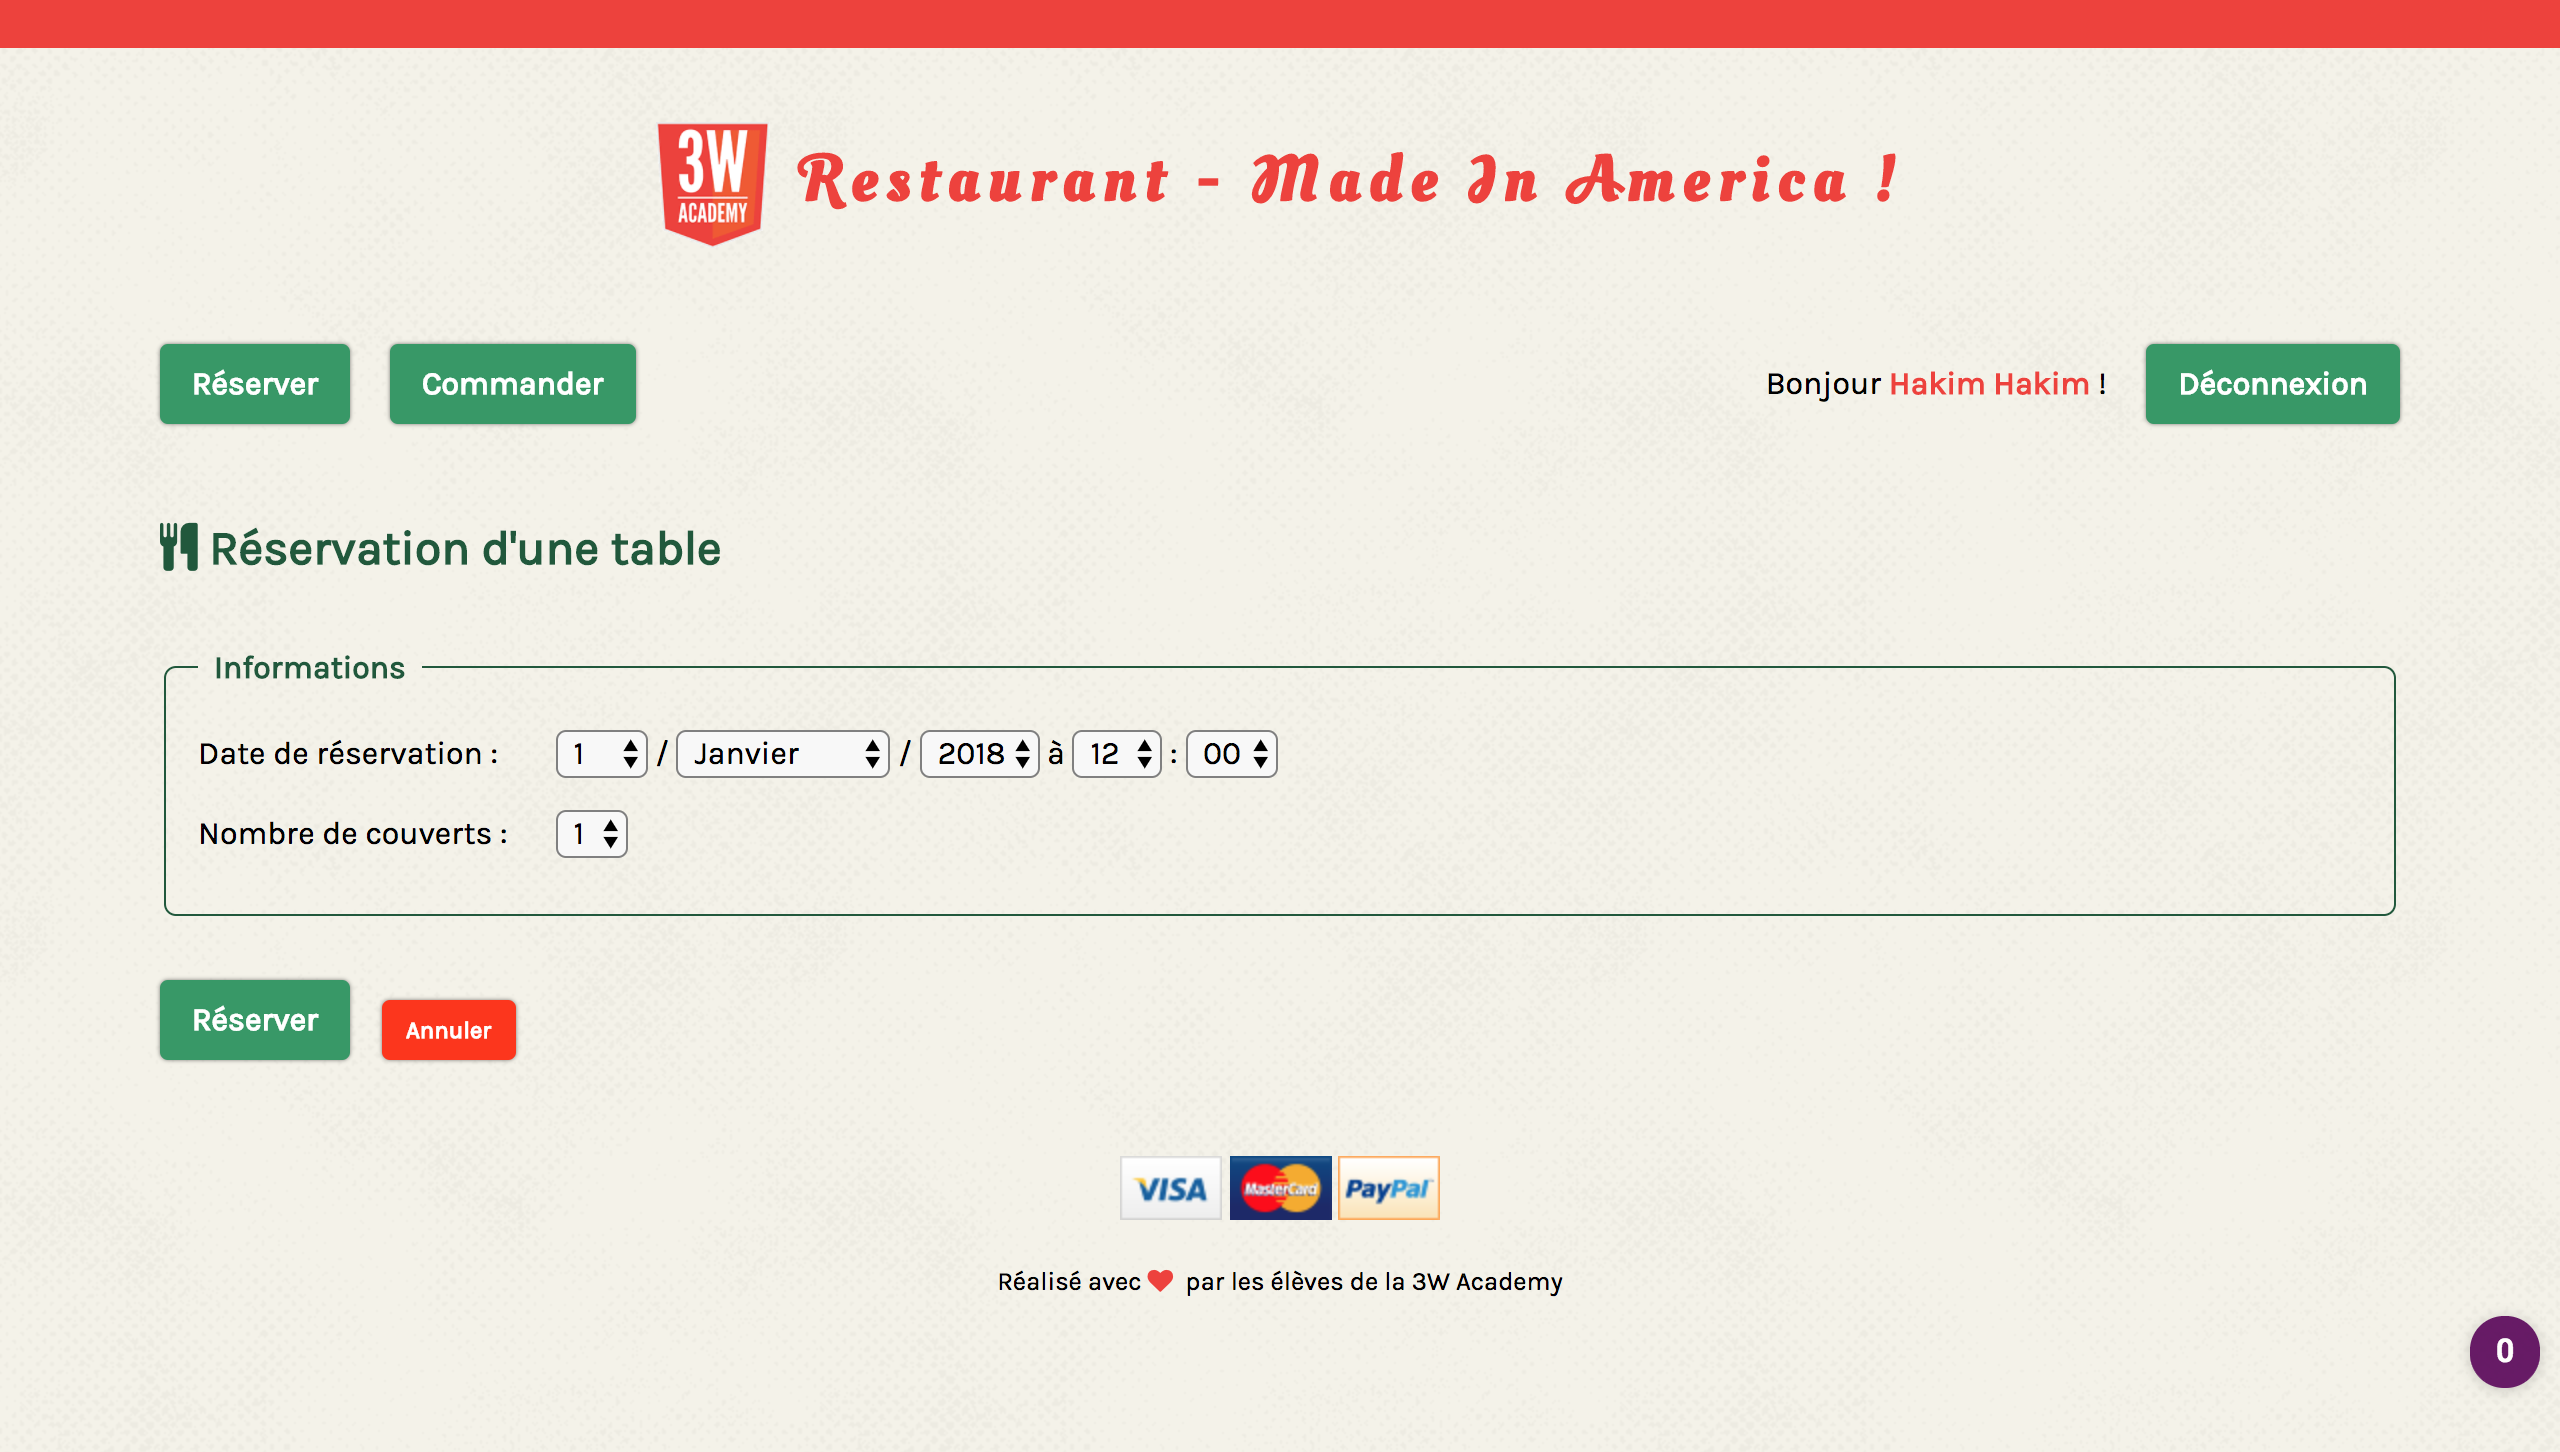 3W
ACADEMY
Restaurant - Made In America !
Réserver
Commander
Bonjour Hakim Hakim !
Déconnexion
Réservation d'une table
Informations
Date de réservation : 1 / Janvier / 2018 à 12 : 00
Nombre de couverts : 1
Réserver
Annuler
VISA
MasterCard
PayPal
Réalisé avec par les élèves de la 3W Academy
0